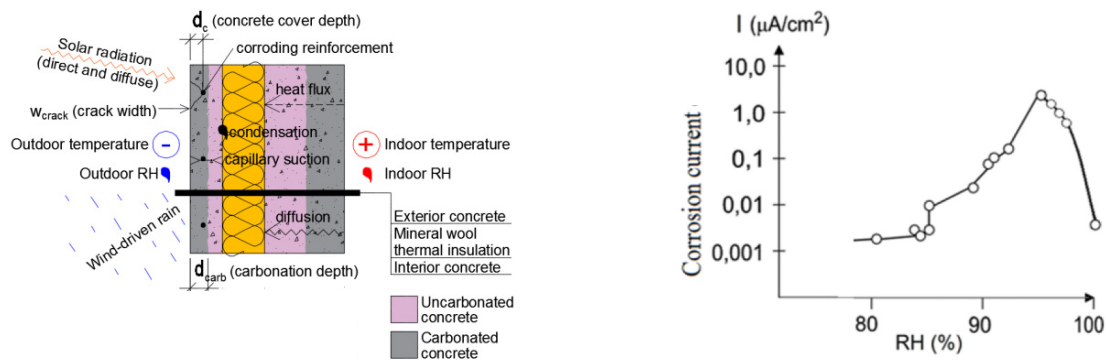 d_c (concrete cover depth)
Solar radiation
(direct and diffuse)
corroding reinforcement
w_crack (crack width)
heat flux
condensation
Outdoor temperature
-
+
Indoor temperature
capillary suction
Outdoor RH
Indoor RH
Wind-driven rain
diffusion
Exterior concrete
Mineral wool
thermal insulation
Interior concrete
d_carb (carbonation depth)
Uncarbonated
concrete
Carbonated
concrete
I (μA/cm²)
Corrosion current
10,0
1,0
0,1
0,01
0,001
80
90
100
RH (%)